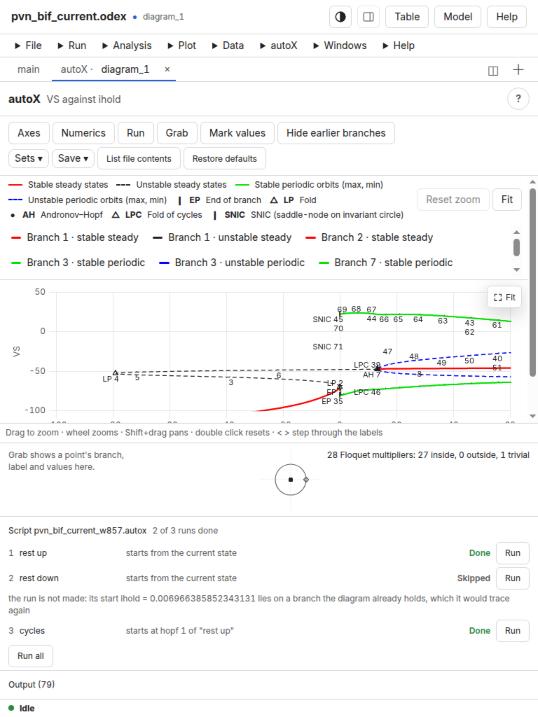 pvn_bif_current.odex • diagram_1
Table
Model
Help
▶ File ▶ Run ▶ Analysis ▶ Plot ▶ Data ▶ autoX ▶ Windows ▶ Help
main autoX · diagram_1 ×
autoX VS against ihold ?
Axes Numerics Run Grab Mark values Hide earlier branches
Sets ▾ Save ▾ List file contents Restore defaults
Stable steady states Unstable steady states Stable periodic orbits (max, min)
Unstable periodic orbits (max, min) EP End of branch LP Fold
AH Andronov–Hopf LPC Fold of cycles SNIC SNIC (saddle-node on invariant circle)
Reset zoom Fit
Branch 1 · stable steady Branch 1 · unstable steady Branch 2 · stable steady
Branch 3 · stable periodic Branch 3 · unstable periodic Branch 7 · stable periodic
Fit
50
0
-50
-100
VS
69 68 67
SNIC 45 44 66 65 64 63 43 61
70 62
SNIC 71
47 48 49 50 40
LPC 39
AH 7 8 51
LP 4 5 6
3 LP 2
LPC 46
EP 35
Drag to zoom · wheel zooms · Shift+drag pans · double click resets · < > step through the labels
Grab shows a point's branch,
label and values here.
28 Floquet multipliers: 27 inside, 0 outside, 1 trivial
Script pvn_bif_current_w857.autox · 2 of 3 runs done
1 rest up starts from the current state Done Run
2 rest down starts from the current state Skipped Run
the run is not made: its start ihold = 0.006966385852343131 lies on a branch the diagram already holds, which it would trace
again
3 cycles starts at hopf 1 of "rest up" Done Run
Run all
Output (79)
Idle